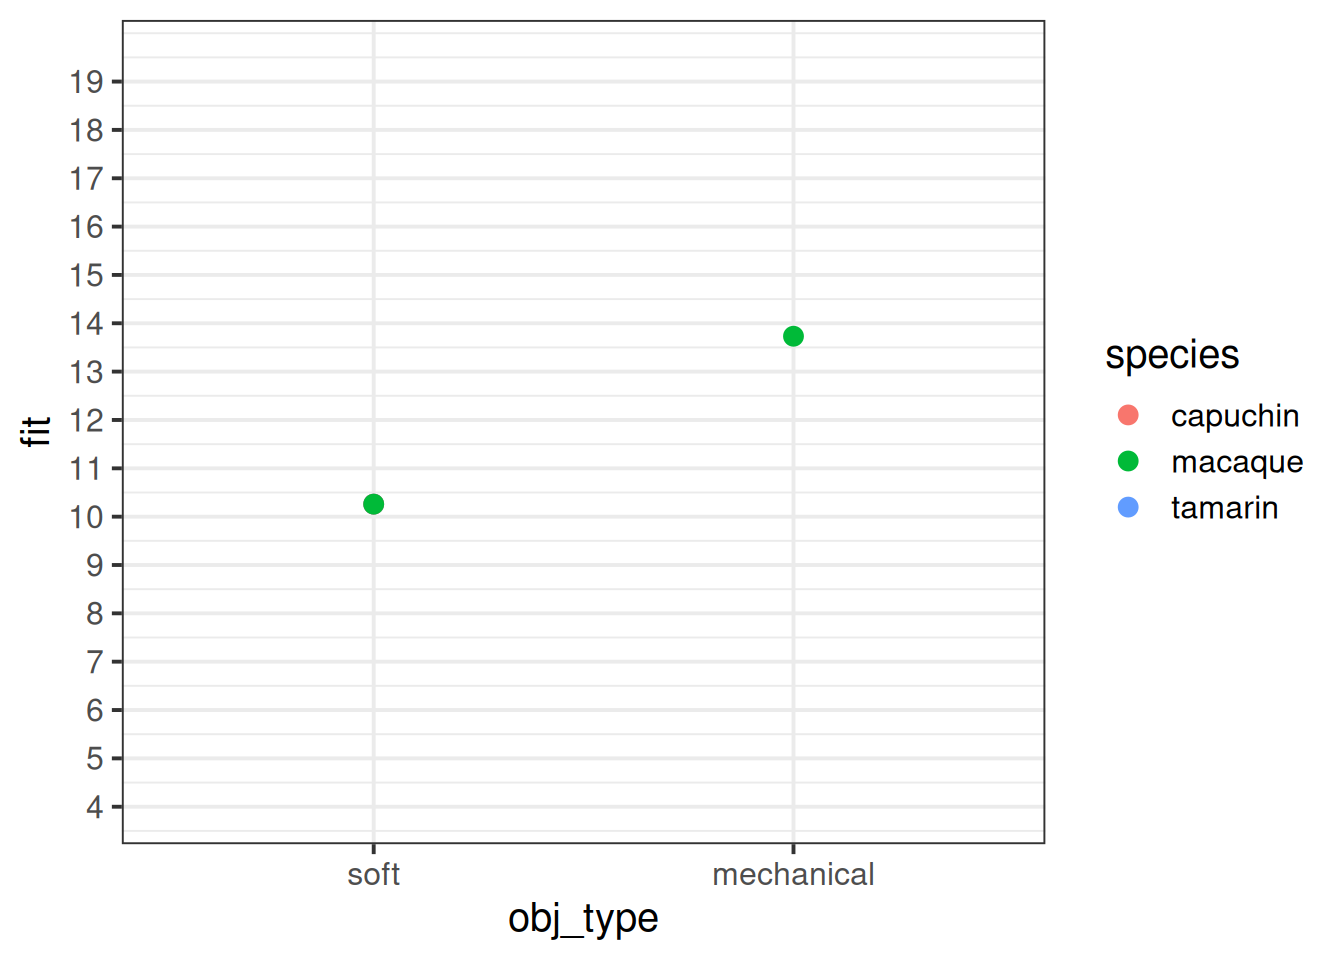 19
18
17
16
15
14
13
12
11
10
9
8
7
6
5
4
fit
soft mechanical
obj_type
species
capuchin
macaque
tamarin